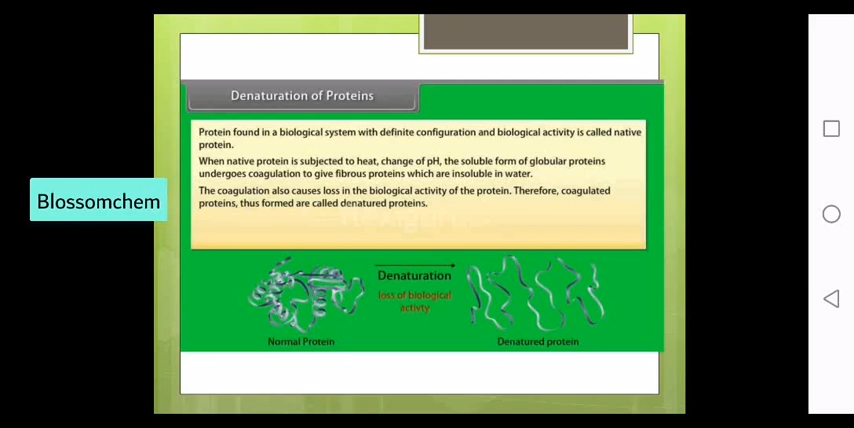 Denaturation of Proteins
Protein found in a biological system with definite configuration and biological activity is called native
protein.
When native protein is subjected to heat, change of pH, the soluble form of globular proteins
undergoes coagulation to give fibrous proteins which are insoluble in water.
The coagulation also causes loss in the biological activity of the protein. Therefore, coagulated
proteins, thus formed are called denatured proteins.
Blossomchem
Denaturation
loss of biological
activty
Normal Protein
Denatured protein